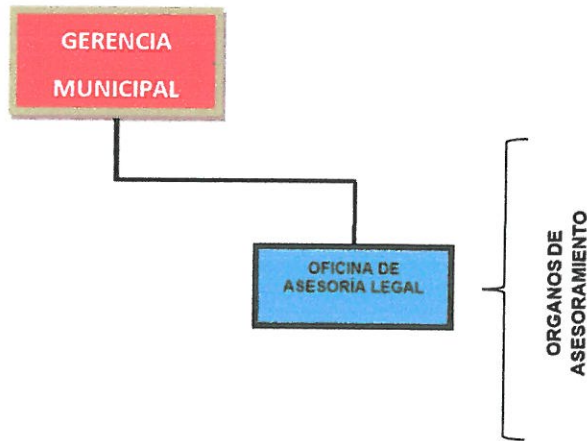 GERENCIA
MUNICIPAL
OFICINA DE
ASESORÍA LEGAL
ORGANOS DE
ASESORAMIENTO